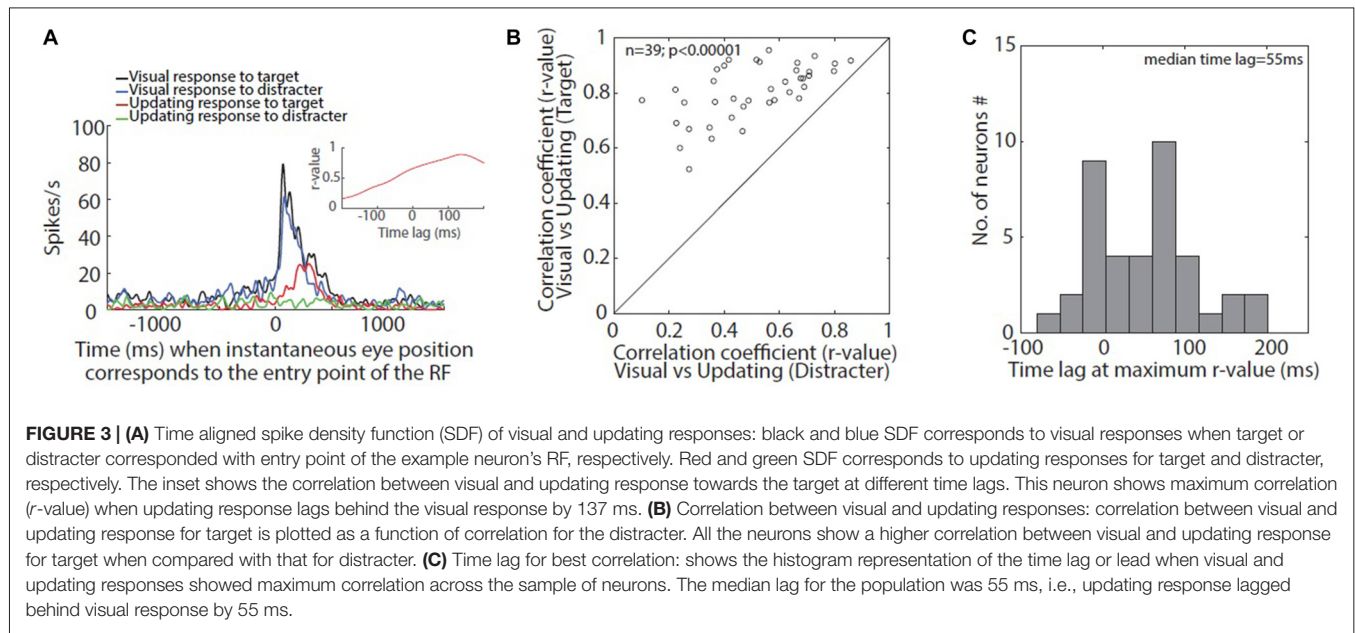 A
Visual response to target
Visual response to distracter
Updating response to target
Updating response to distracter
100
80
60
40
20
0
Spikes/s
-1000
0
1000
Time (ms) when instantaneous eye position
corresponds to the entry point of the RF
1
0.5
0
r-value
-100
0
100
Time lag (ms)
B
n=39; p<0.00001
1
0.8
0.6
0.4
0.2
0
Correlation coefficient (r-value)
Visual vs Updating (Target)
0
0.2
0.4
0.6
0.8
1
Correlation coefficient (r-value)
Visual vs Updating (Distracter)
C
median time lag=55ms
15
10
5
0
No. of neurons #
-100
0
100
200
Time lag at maximum r-value (ms)
FIGURE 3 | (A) Time aligned spike density function (SDF) of visual and updating responses: black and blue SDF corresponds to visual responses when target or
distracter corresponded with entry point of the example neuron's RF, respectively. Red and green SDF corresponds to updating responses for target and distracter,
respectively. The inset shows the correlation between visual and updating response towards the target at different time lags. This neuron shows maximum correlation
(r-value) when updating response lags behind the visual response by 137 ms. (B) Correlation between visual and updating responses: correlation between visual and
updating response for target is plotted as a function of correlation for the distracter. All the neurons show a higher correlation between visual and updating response
for target when compared with that for distracter. (C) Time lag for best correlation: shows the histogram representation of the time lag or lead when visual and
updating responses showed maximum correlation across the sample of neurons. The median lag for the population was 55 ms, i.e., updating response lagged
behind visual response by 55 ms.